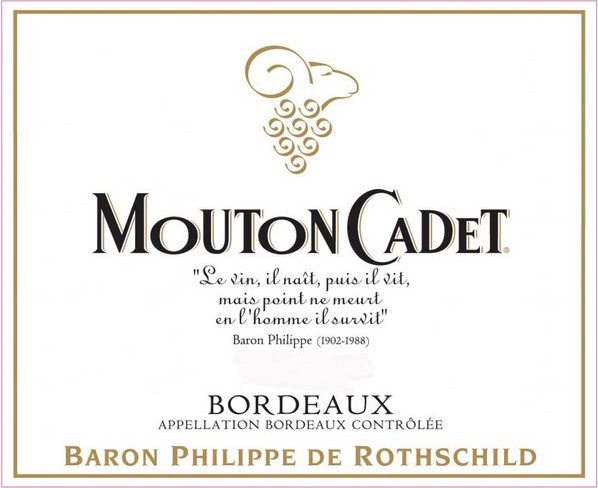 MOUTON CADET
"Le vin, il naît, puis il vit,
mais point ne meurt
en l'homme il survit"
Baron Philippe (1902-1988)
BORDEAUX
APPELLATION BORDEAUX CONTRÔLÉE
BARON PHILIPPE DE ROTHSCHILD